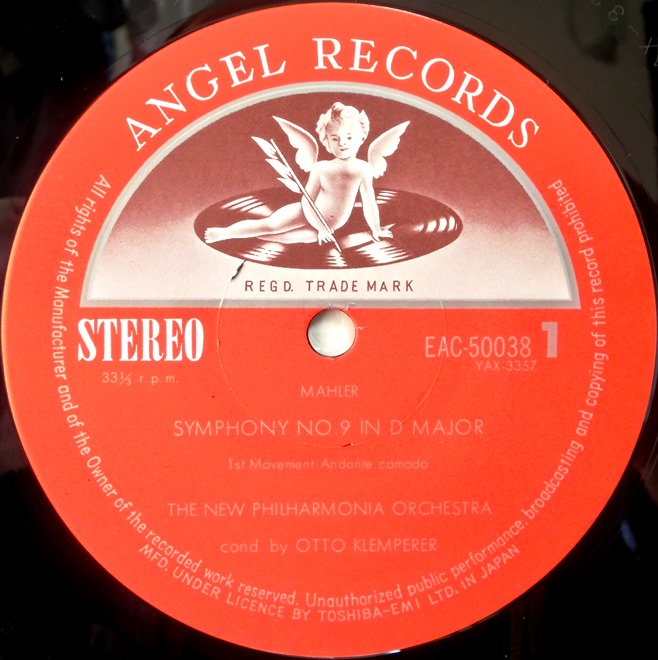 ANGEL RECORDS
REGD. TRADE MARK
STEREO
33⅓ r.p.m.
EAC-50038 1
YAX-3357
MAHLER
SYMPHONY NO.9 IN D MAJOR
1st Movement: Andante comodo
THE NEW PHILHARMONIA ORCHESTRA
cond. by OTTO KLEMPERER
All rights of the Manufacturer and of the Owner of the recorded work reserved. Unauthorized public performance, broadcasting and copying of this record prohibited
MFD. UNDER LICENCE BY TOSHIBA-EMI LTD. IN JAPAN